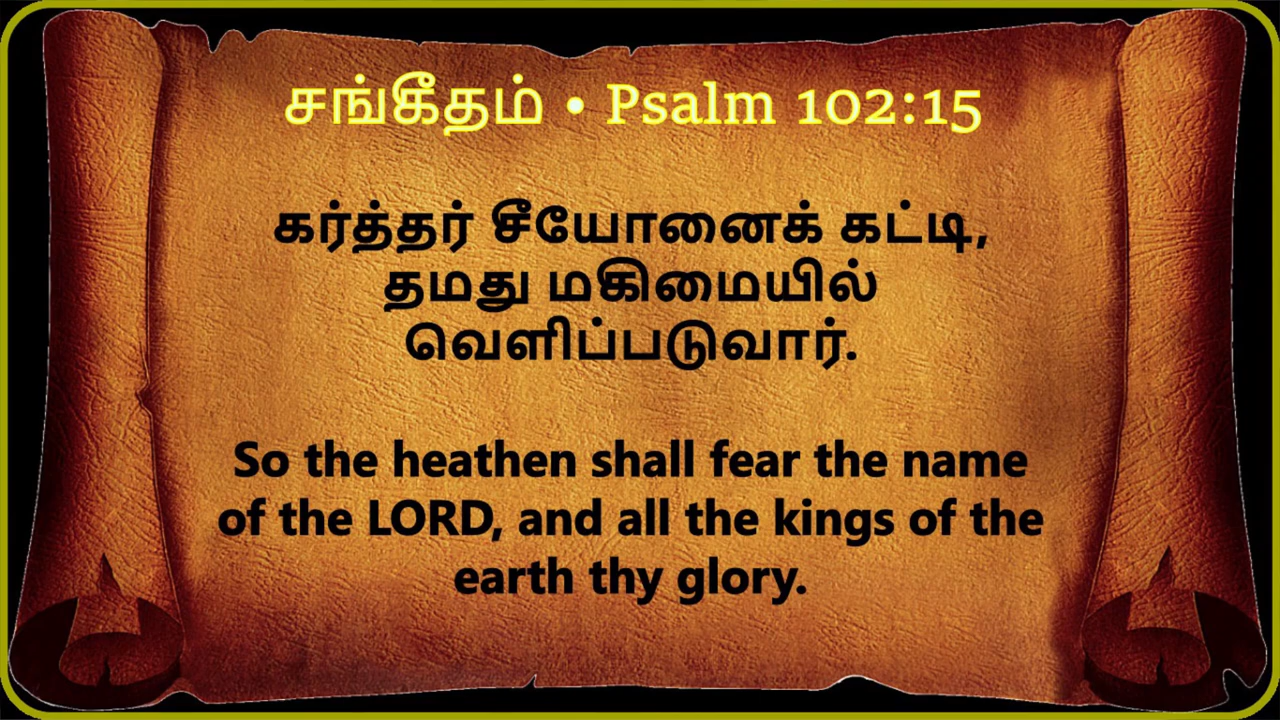 சங்கீதம் • Psalm 102:15
கர்த்தர் சீயோனைக் கட்டி,
தமது மகிமையில்
வெளிப்படுவார்.
So the heathen shall fear the name
of the LORD, and all the kings of the
earth thy glory.